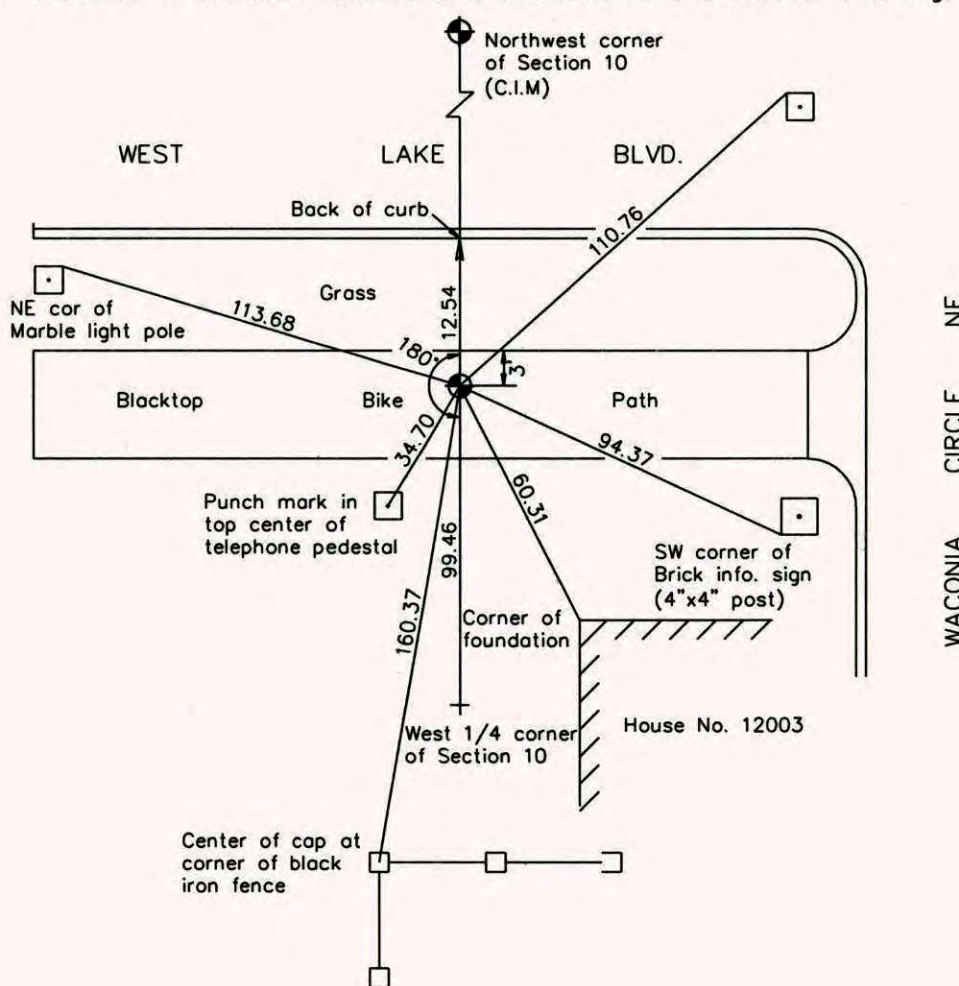 Northwest corner
of Section 10
(C.I.M)
WEST LAKE BLVD.
Back of curb
110.76
Grass
12.54
NE cor of
Marble light pole
113.68
180°
3'
Blacktop Bike Path
34.70
94.37
60.31
Punch mark in
top center of
telephone pedestal
99.46
160.37
SW corner of
Brick info. sign
(4"x4" post)
Corner of
foundation
West 1/4 corner
of Section 10
House No. 12003
Center of cap at
corner of black
iron fence
WACONIA CIRCLE NE